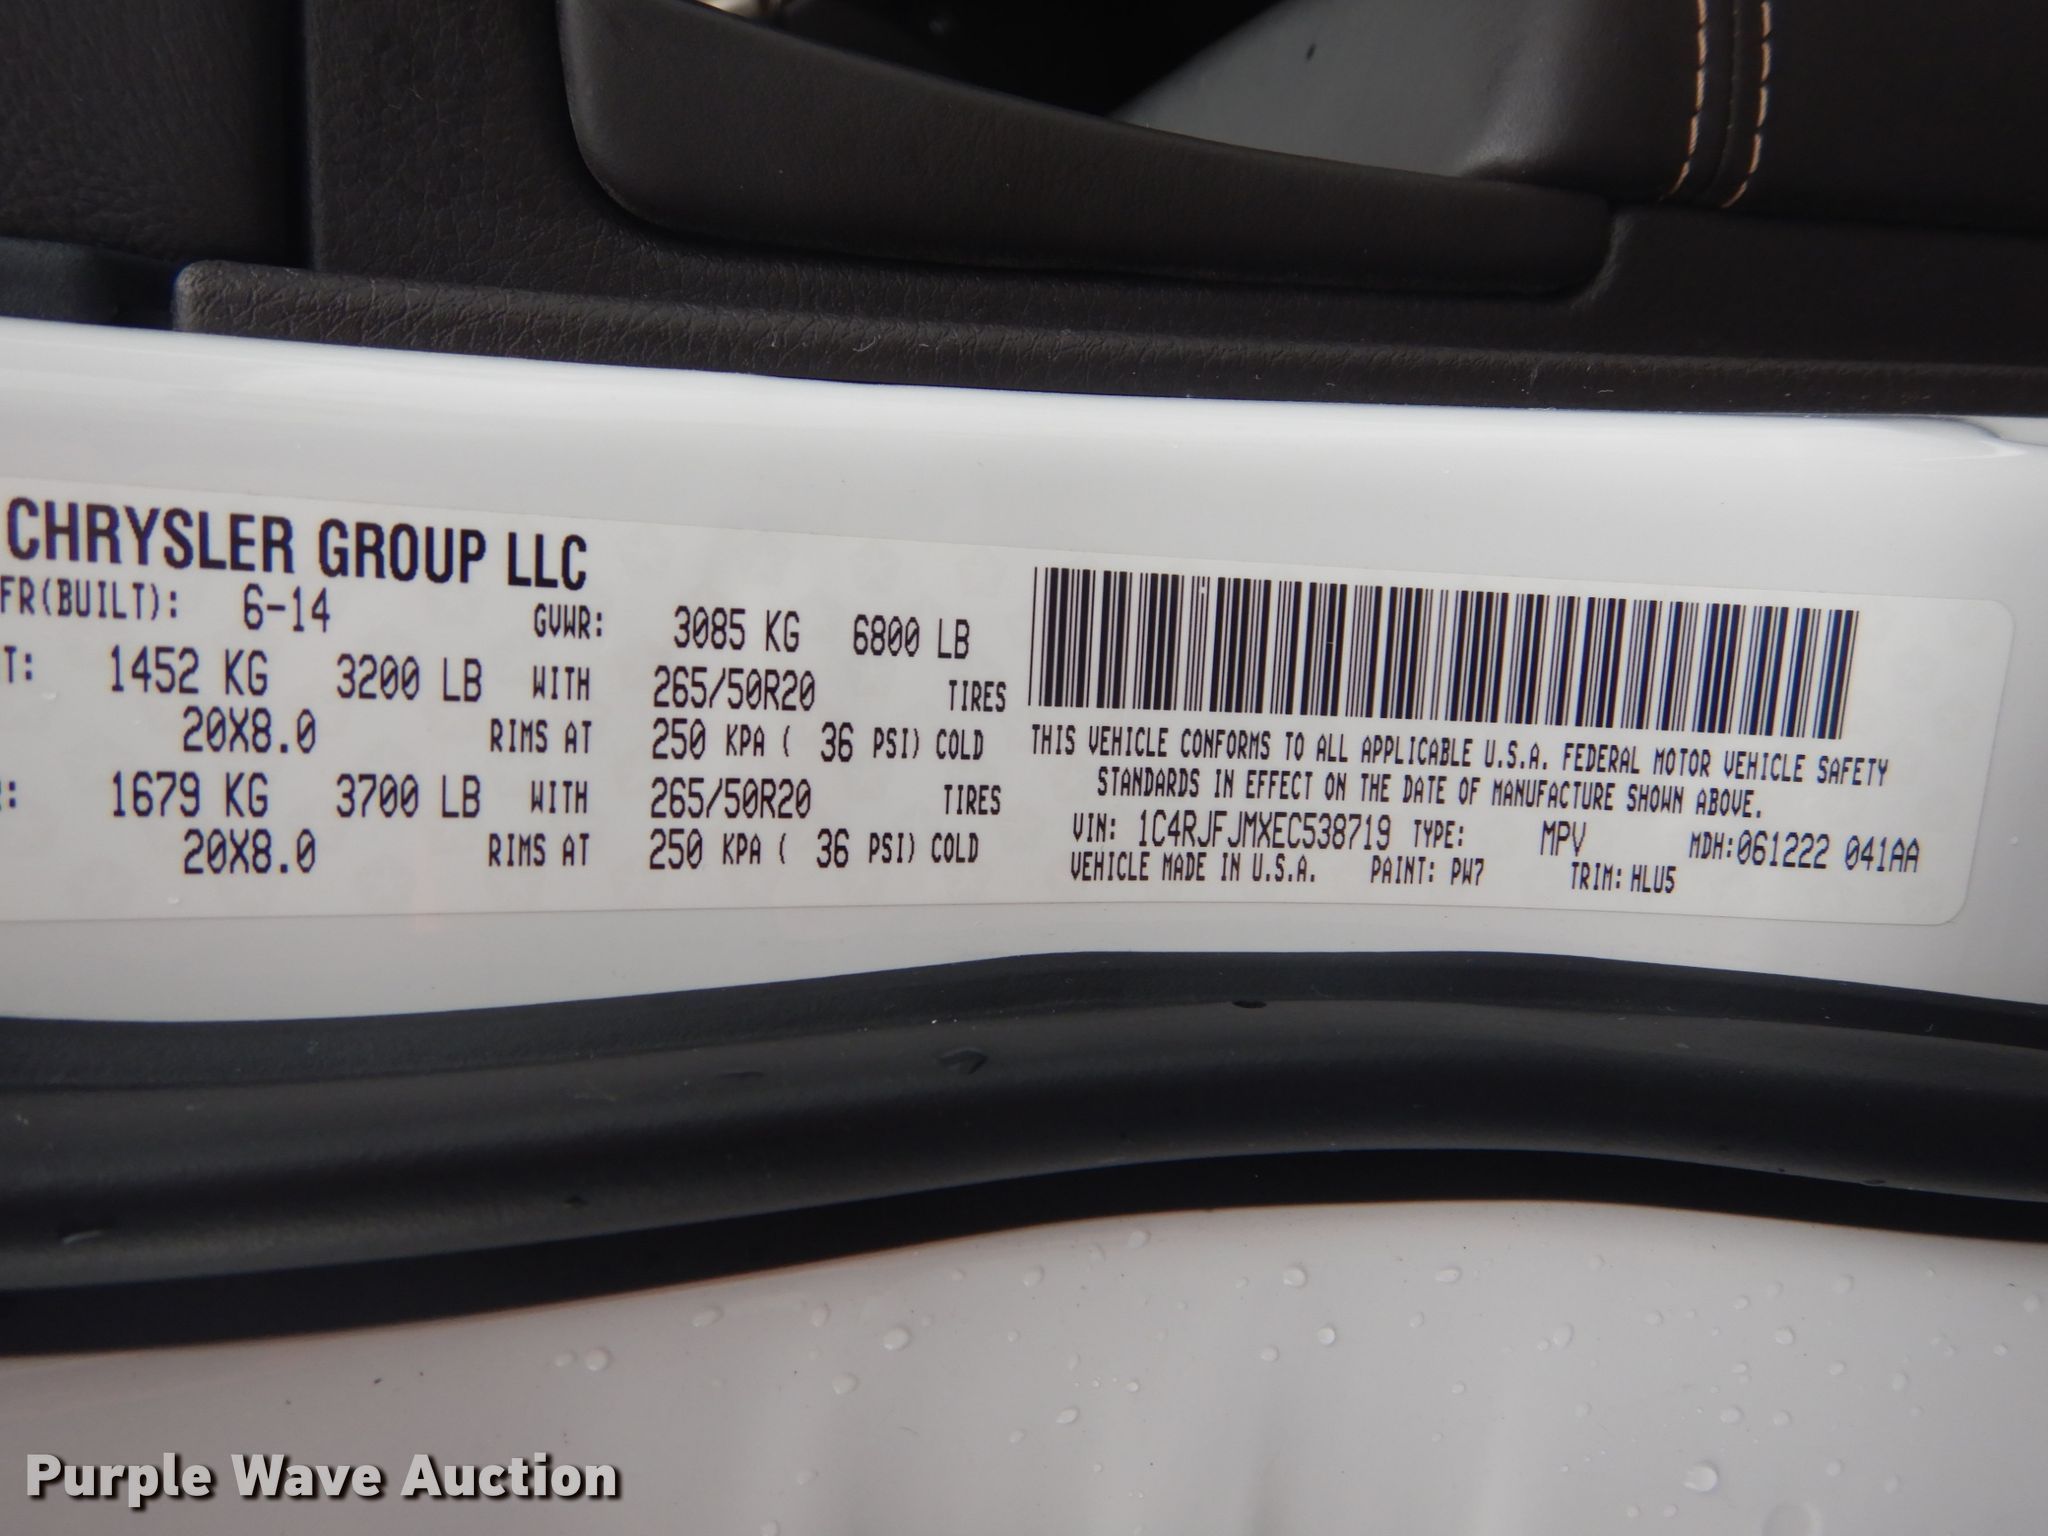 CHRYSLER GROUP LLC
FR(BUILT): 6-14 GVWR: 3085 KG 6800 LB
T: 1452 KG 3200 LB WITH 265/50R20 TIRES
20X8.0 RIMS AT 250 KPA ( 36 PSI) COLD
: 1679 KG 3700 LB WITH 265/50R20 TIRES
20X8.0 RIMS AT 250 KPA ( 36 PSI) COLD
THIS VEHICLE CONFORMS TO ALL APPLICABLE U.S.A. FEDERAL MOTOR VEHICLE SAFETY
STANDARDS IN EFFECT ON THE DATE OF MANUFACTURE SHOWN ABOVE.
VIN: 1C4RJFJMXEC538719 TYPE: MPV MDH:061222 041AA
VEHICLE MADE IN U.S.A. PAINT: PW7 TRIM: HLU5
Purple Wave Auction